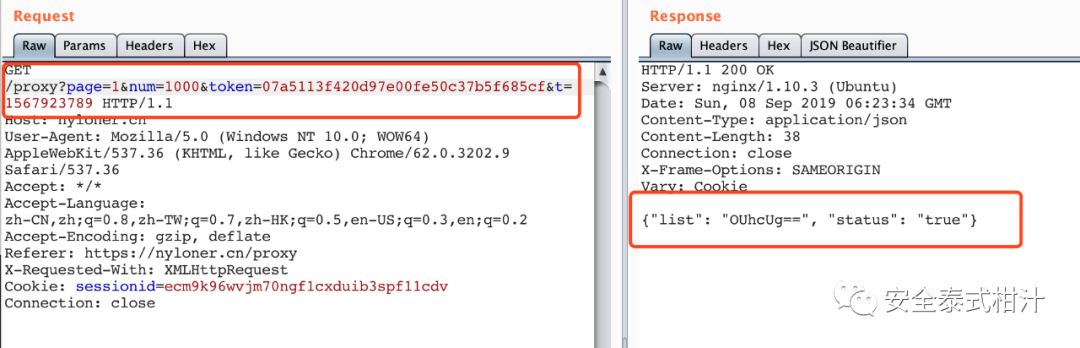 Request
Raw Params Headers Hex
GET
/proxy?page=1&num=1000&token=07a5113f420d97e00fe50c37b5f685cf&t=
1567923789 HTTP/1.1
Host: nyloner.cn
User-Agent: Mozilla/5.0 (Windows NT 10.0; WOW64)
AppleWebKit/537.36 (KHTML, like Gecko) Chrome/62.0.3202.9
Safari/537.36
Accept: */*
Accept-Language:
zh-CN,zh;q=0.8,zh-TW;q=0.7,zh-HK;q=0.5,en-US;q=0.3,en;q=0.2
Accept-Encoding: gzip, deflate
Referer: https://nyloner.cn/proxy
X-Requested-With: XMLHttpRequest
Cookie: sessionid=ecm9k96wvjm70ngf1cxduib3spf11cdv
Connection: close
Response
Raw Headers Hex JSON Beautifier
HTTP/1.1 200 OK
Server: nginx/1.10.3 (Ubuntu)
Date: Sun, 08 Sep 2019 06:23:34 GMT
Content-Type: application/json
Content-Length: 38
Connection: close
X-Frame-Options: SAMEORIGIN
Vary: Cookie
{"list": "OUhcUg==", "status": "true"}
安全泰式柑汁